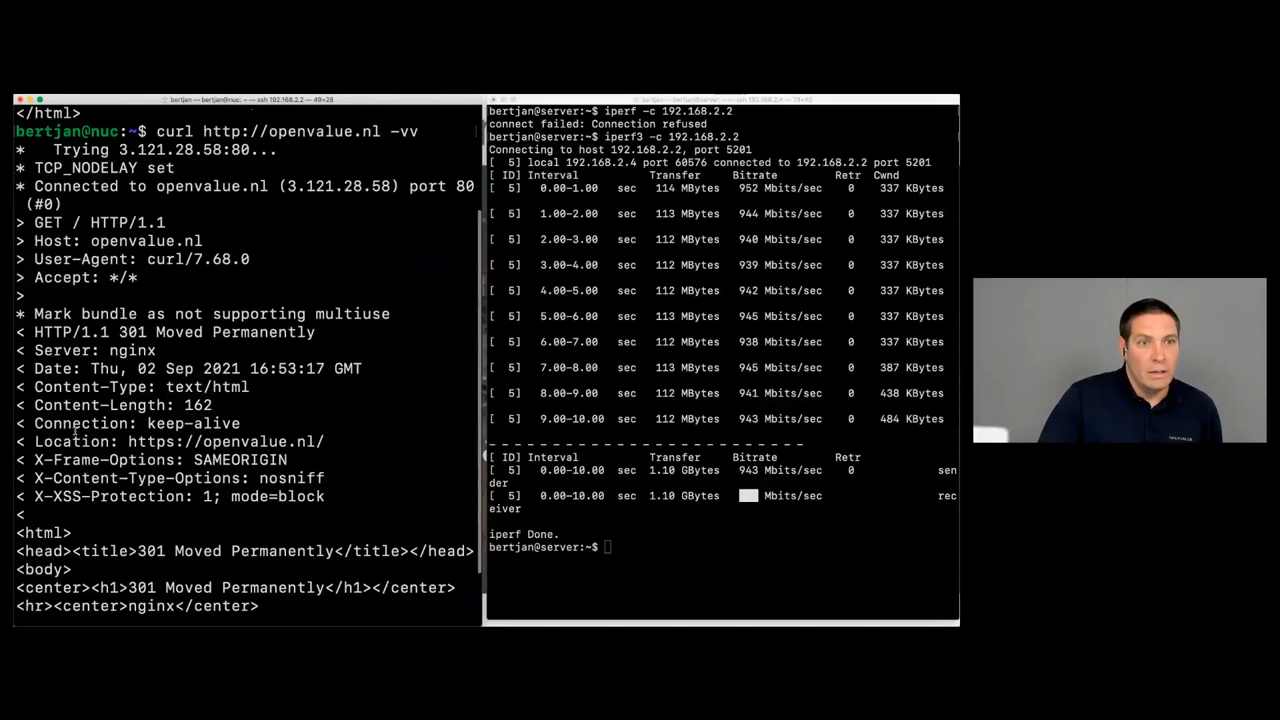 bertjan — bertjan@nuc: ~ — ssh 192.168.2.2 — 49×28
</html>
bertjan@nuc:~$ curl http://openvalue.nl -vv
*   Trying 3.121.28.58:80...
* TCP_NODELAY set
* Connected to openvalue.nl (3.121.28.58) port 80
(#0)
> GET / HTTP/1.1
> Host: openvalue.nl
> User-Agent: curl/7.68.0
> Accept: */*
>
* Mark bundle as not supporting multiuse
< HTTP/1.1 301 Moved Permanently
< Server: nginx
< Date: Thu, 02 Sep 2021 16:53:17 GMT
< Content-Type: text/html
< Content-Length: 162
< Connection: keep-alive
< Location: https://openvalue.nl/
< X-Frame-Options: SAMEORIGIN
< X-Content-Type-Options: nosniff
< X-XSS-Protection: 1; mode=block
<
<html>
<head><title>301 Moved Permanently</title></head>
<body>
<center><h1>301 Moved Permanently</h1></center>
<hr><center>nginx</center>
bertjan@server:~$ iperf -c 192.168.2.2
connect failed: Connection refused
bertjan@server:~$ iperf3 -c 192.168.2.2
Connecting to host 192.168.2.2, port 5201
[  5] local 192.168.2.4 port 60576 connected to 192.168.2.2 port 5201
[ ID] Interval           Transfer     Bitrate         Retr  Cwnd
[  5]   0.00-1.00   sec   114 MBytes   952 Mbits/sec    0    337 KBytes
[  5]   1.00-2.00   sec   113 MBytes   944 Mbits/sec    0    337 KBytes
[  5]   2.00-3.00   sec   112 MBytes   940 Mbits/sec    0    337 KBytes
[  5]   3.00-4.00   sec   112 MBytes   939 Mbits/sec    0    337 KBytes
[  5]   4.00-5.00   sec   112 MBytes   942 Mbits/sec    0    337 KBytes
[  5]   5.00-6.00   sec   113 MBytes   945 Mbits/sec    0    337 KBytes
[  5]   6.00-7.00   sec   112 MBytes   938 Mbits/sec    0    337 KBytes
[  5]   7.00-8.00   sec   113 MBytes   945 Mbits/sec    0    387 KBytes
[  5]   8.00-9.00   sec   112 MBytes   941 Mbits/sec    0    438 KBytes
[  5]   9.00-10.00  sec   112 MBytes   943 Mbits/sec    0    484 KBytes
- - - - - - - - - - - - - - - - - - - - - - - - -
[ ID] Interval           Transfer     Bitrate         Retr
[  5]   0.00-10.00  sec  1.10 GBytes   943 Mbits/sec    0             sen
der
[  5]   0.00-10.00  sec  1.10 GBytes       Mbits/sec                  rec
eiver
iperf Done.
bertjan@server:~$
OPENVALUE